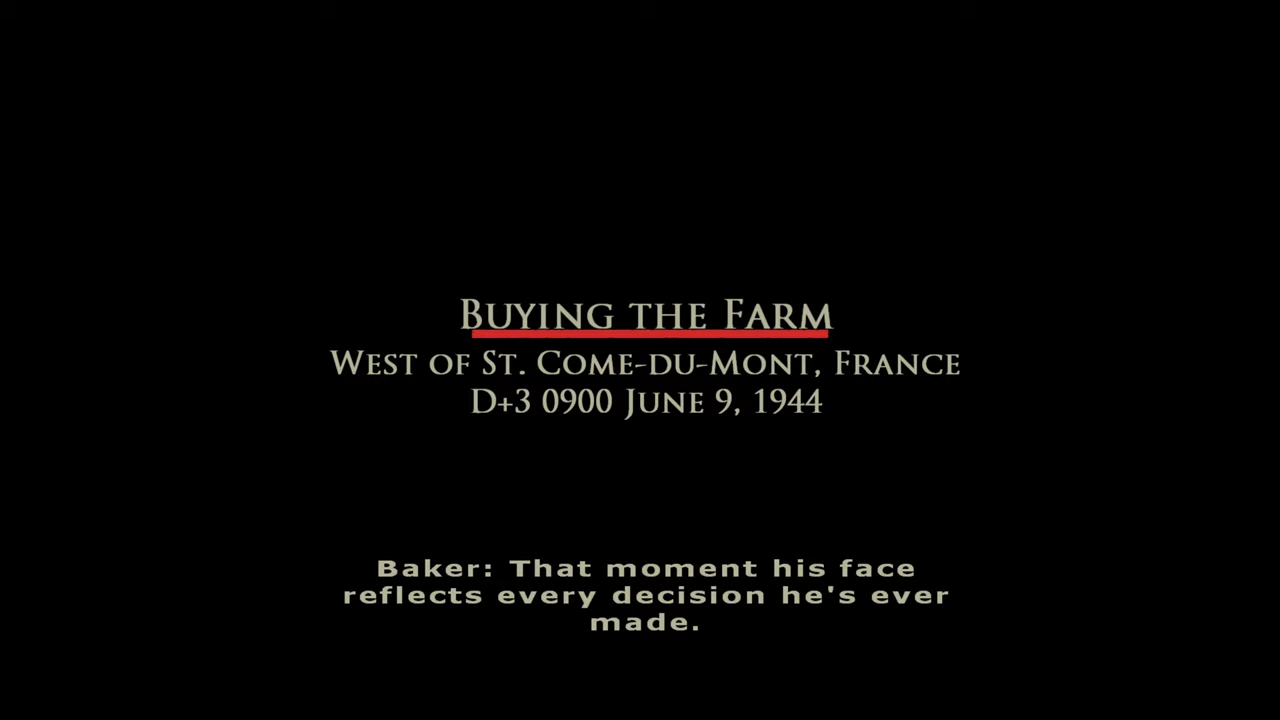 Buying the Farm
West of St. Come-du-Mont, France
D+3 0900 June 9, 1944
Baker: That moment his face
reflects every decision he's ever
made.